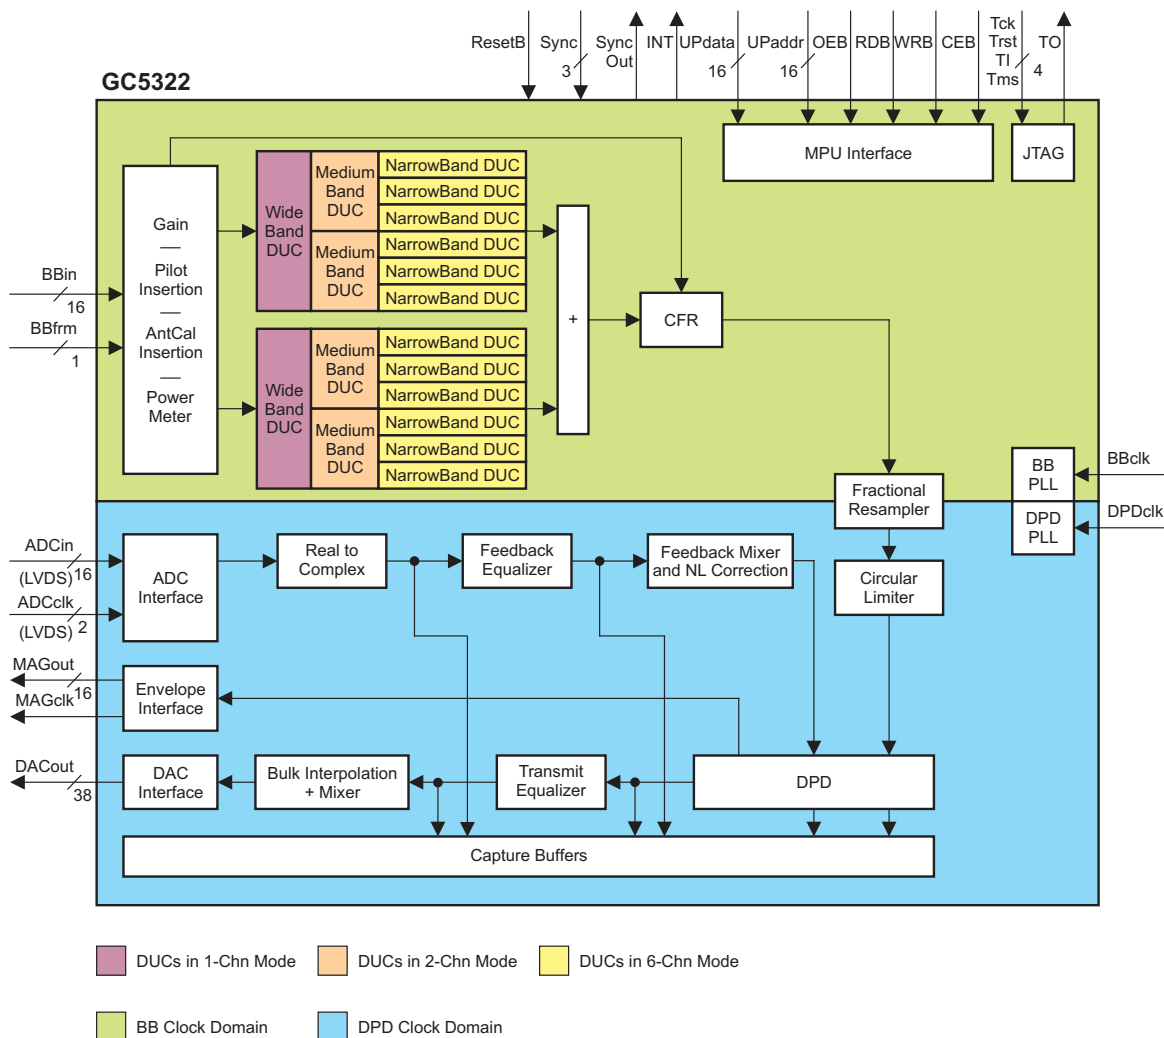 ResetB
Sync
3
Sync
Out
INT
UPdata
16
UPaddr
16
OEB
RDB
WRB
CEB
Tck
Trst
TI
Tms
4
TO
GC5322
MPU Interface
JTAG
BBin
16
BBfrm
1
Gain
—
Pilot
Insertion
—
AntCal
Insertion
—
Power
Meter
Wide
Band
DUC
Medium
Band
DUC
Medium
Band
DUC
NarrowBand DUC
NarrowBand DUC
NarrowBand DUC
NarrowBand DUC
NarrowBand DUC
NarrowBand DUC
Wide
Band
DUC
Medium
Band
DUC
Medium
Band
DUC
NarrowBand DUC
NarrowBand DUC
NarrowBand DUC
NarrowBand DUC
NarrowBand DUC
NarrowBand DUC
+
CFR
Fractional
Resampler
BB
PLL
BBclk
DPD
PLL
DPDclk
ADCin
(LVDS)
16
ADCclk
(LVDS)
2
ADC
Interface
Real to
Complex
Feedback
Equalizer
Feedback Mixer
and NL Correction
Circular
Limiter
MAGout
16
MAGclk
Envelope
Interface
DACout
38
DAC
Interface
Bulk Interpolation
+ Mixer
Transmit
Equalizer
DPD
Capture Buffers
DUCs in 1-Chn Mode
DUCs in 2-Chn Mode
DUCs in 6-Chn Mode
BB Clock Domain
DPD Clock Domain